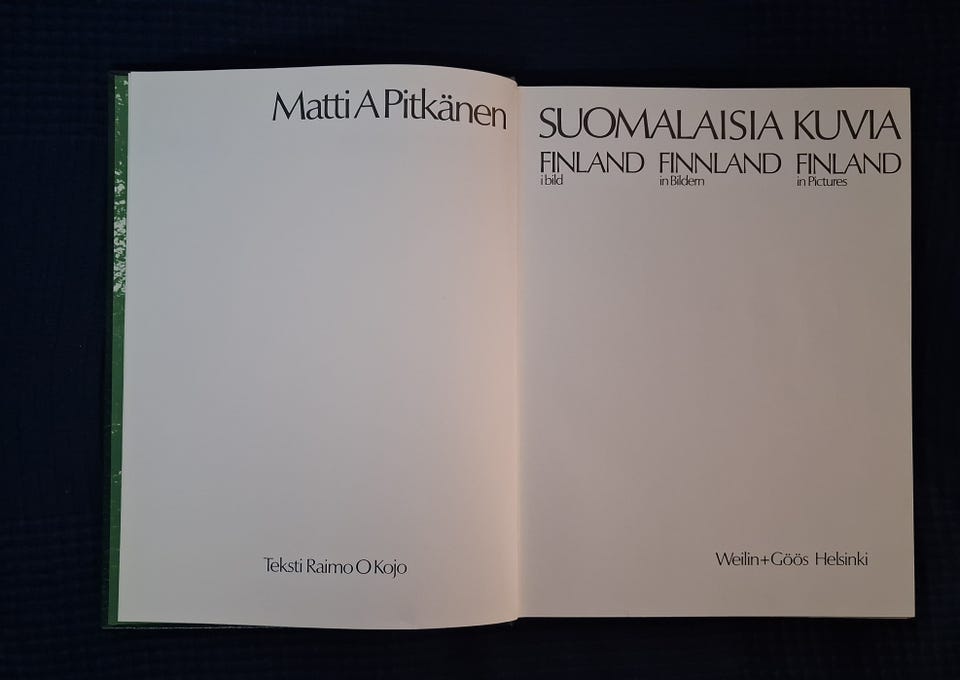 Matti A Pitkänen
Teksti Raimo O Kojo
SUOMALAISIA KUVIA
FINLAND FINNLAND FINLAND
i bild in Bildern in Pictures
Weilin+Göös Helsinki